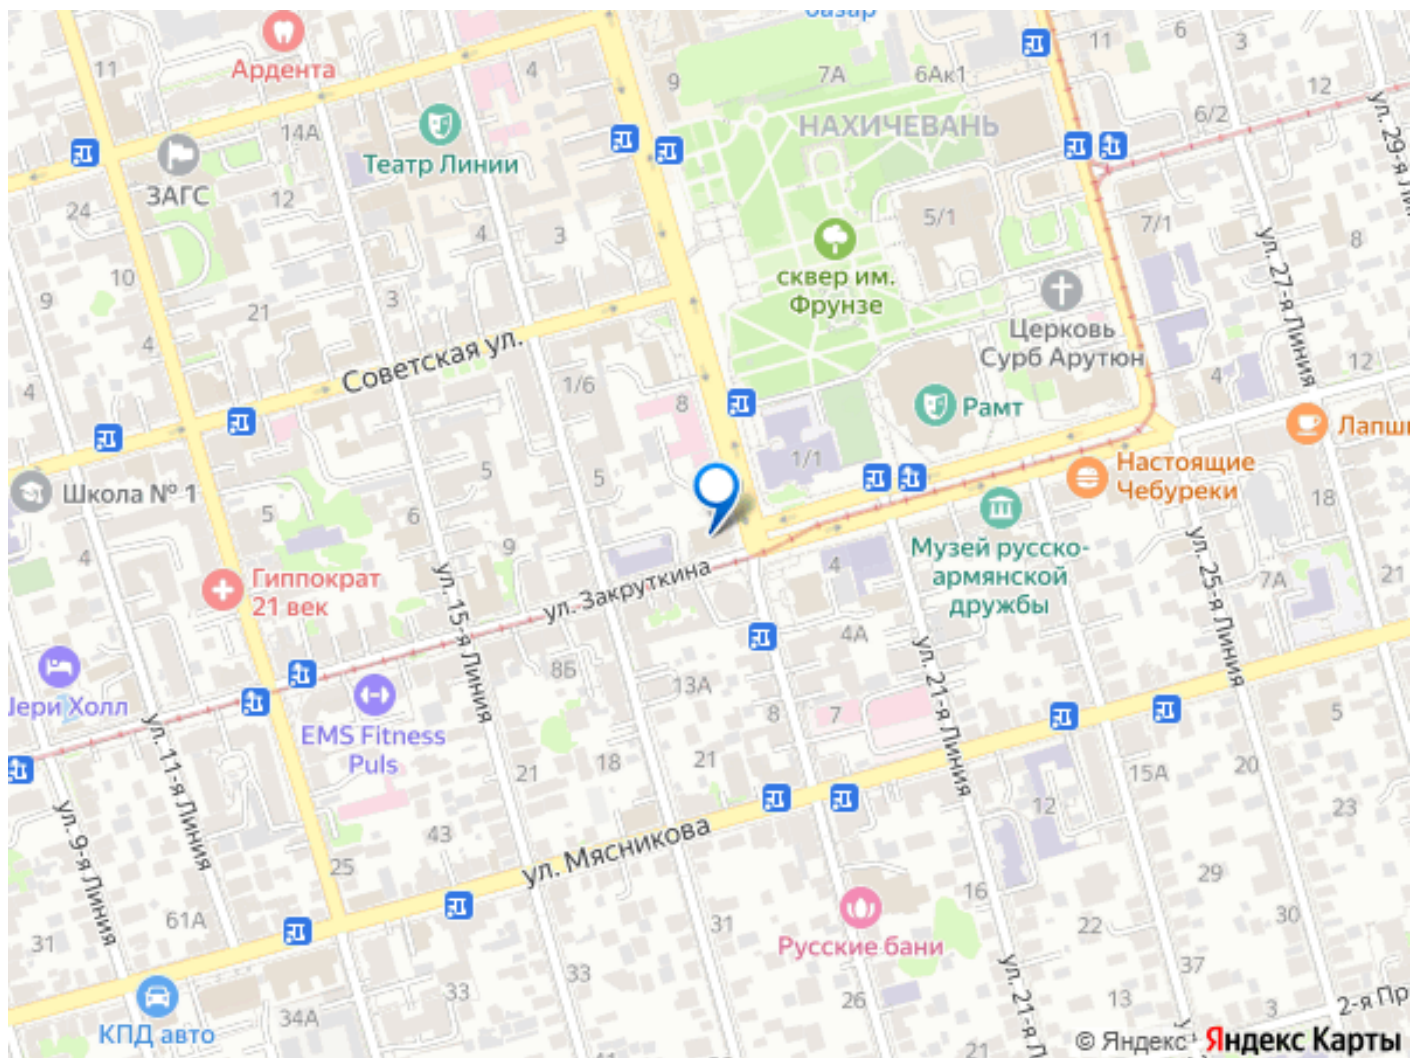 базар
Ардента
11
4
9
7А
6Ак1
11
6
3
12
14А
Театр Линии
НАХИЧЕВАНЬ
6/2
ЗАГС
12
24
4
3
5/1
7/1
8
ул. 27-я Линия
10
9
21
3
сквер им.
Фрунзе
Церковь
Сурб Арутюн
4
Советская ул.
4
1/6
8
Рамт
4
12
1/1
Настоящие
Чебуреки
Школа № 1
5
6
5
5
9
18
Музей русско-
армянской
дружбы
4
ул. Закруткина
Гиппократ
21 век
4
ул. 15-я Линия
4А
ул. 25-я Линия
7А
21
8Б
13А
ул. 21-я Линия
8
7
5
EMS Fitness
Puls
ул. 11-я Линия
21
18
21
15А
20
12
23
ул. 9-я Линия
43
ул. Мясникова
25
29
61А
31
31
Русские бани
16
22
30
33
33
26
ул. 21-я Л
37
КПД авто
34А
13
3
21
2-я Пр
© Яндекс
Яндекс Карты